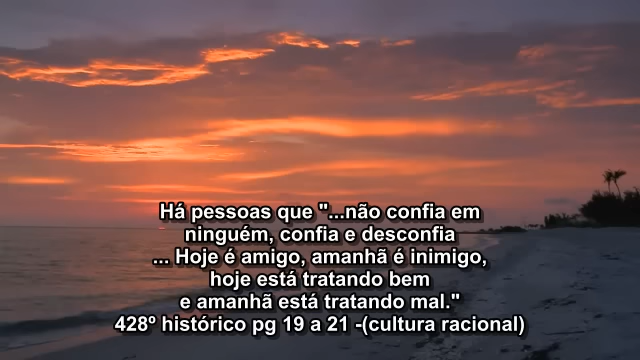 Há pessoas que "...não confia em
ninguém, confia e desconfia
... Hoje é amigo, amanhã é inimigo,
hoje está tratando bem
e amanhã está tratando mal."
428º histórico pg 19 a 21 -(cultura racional)